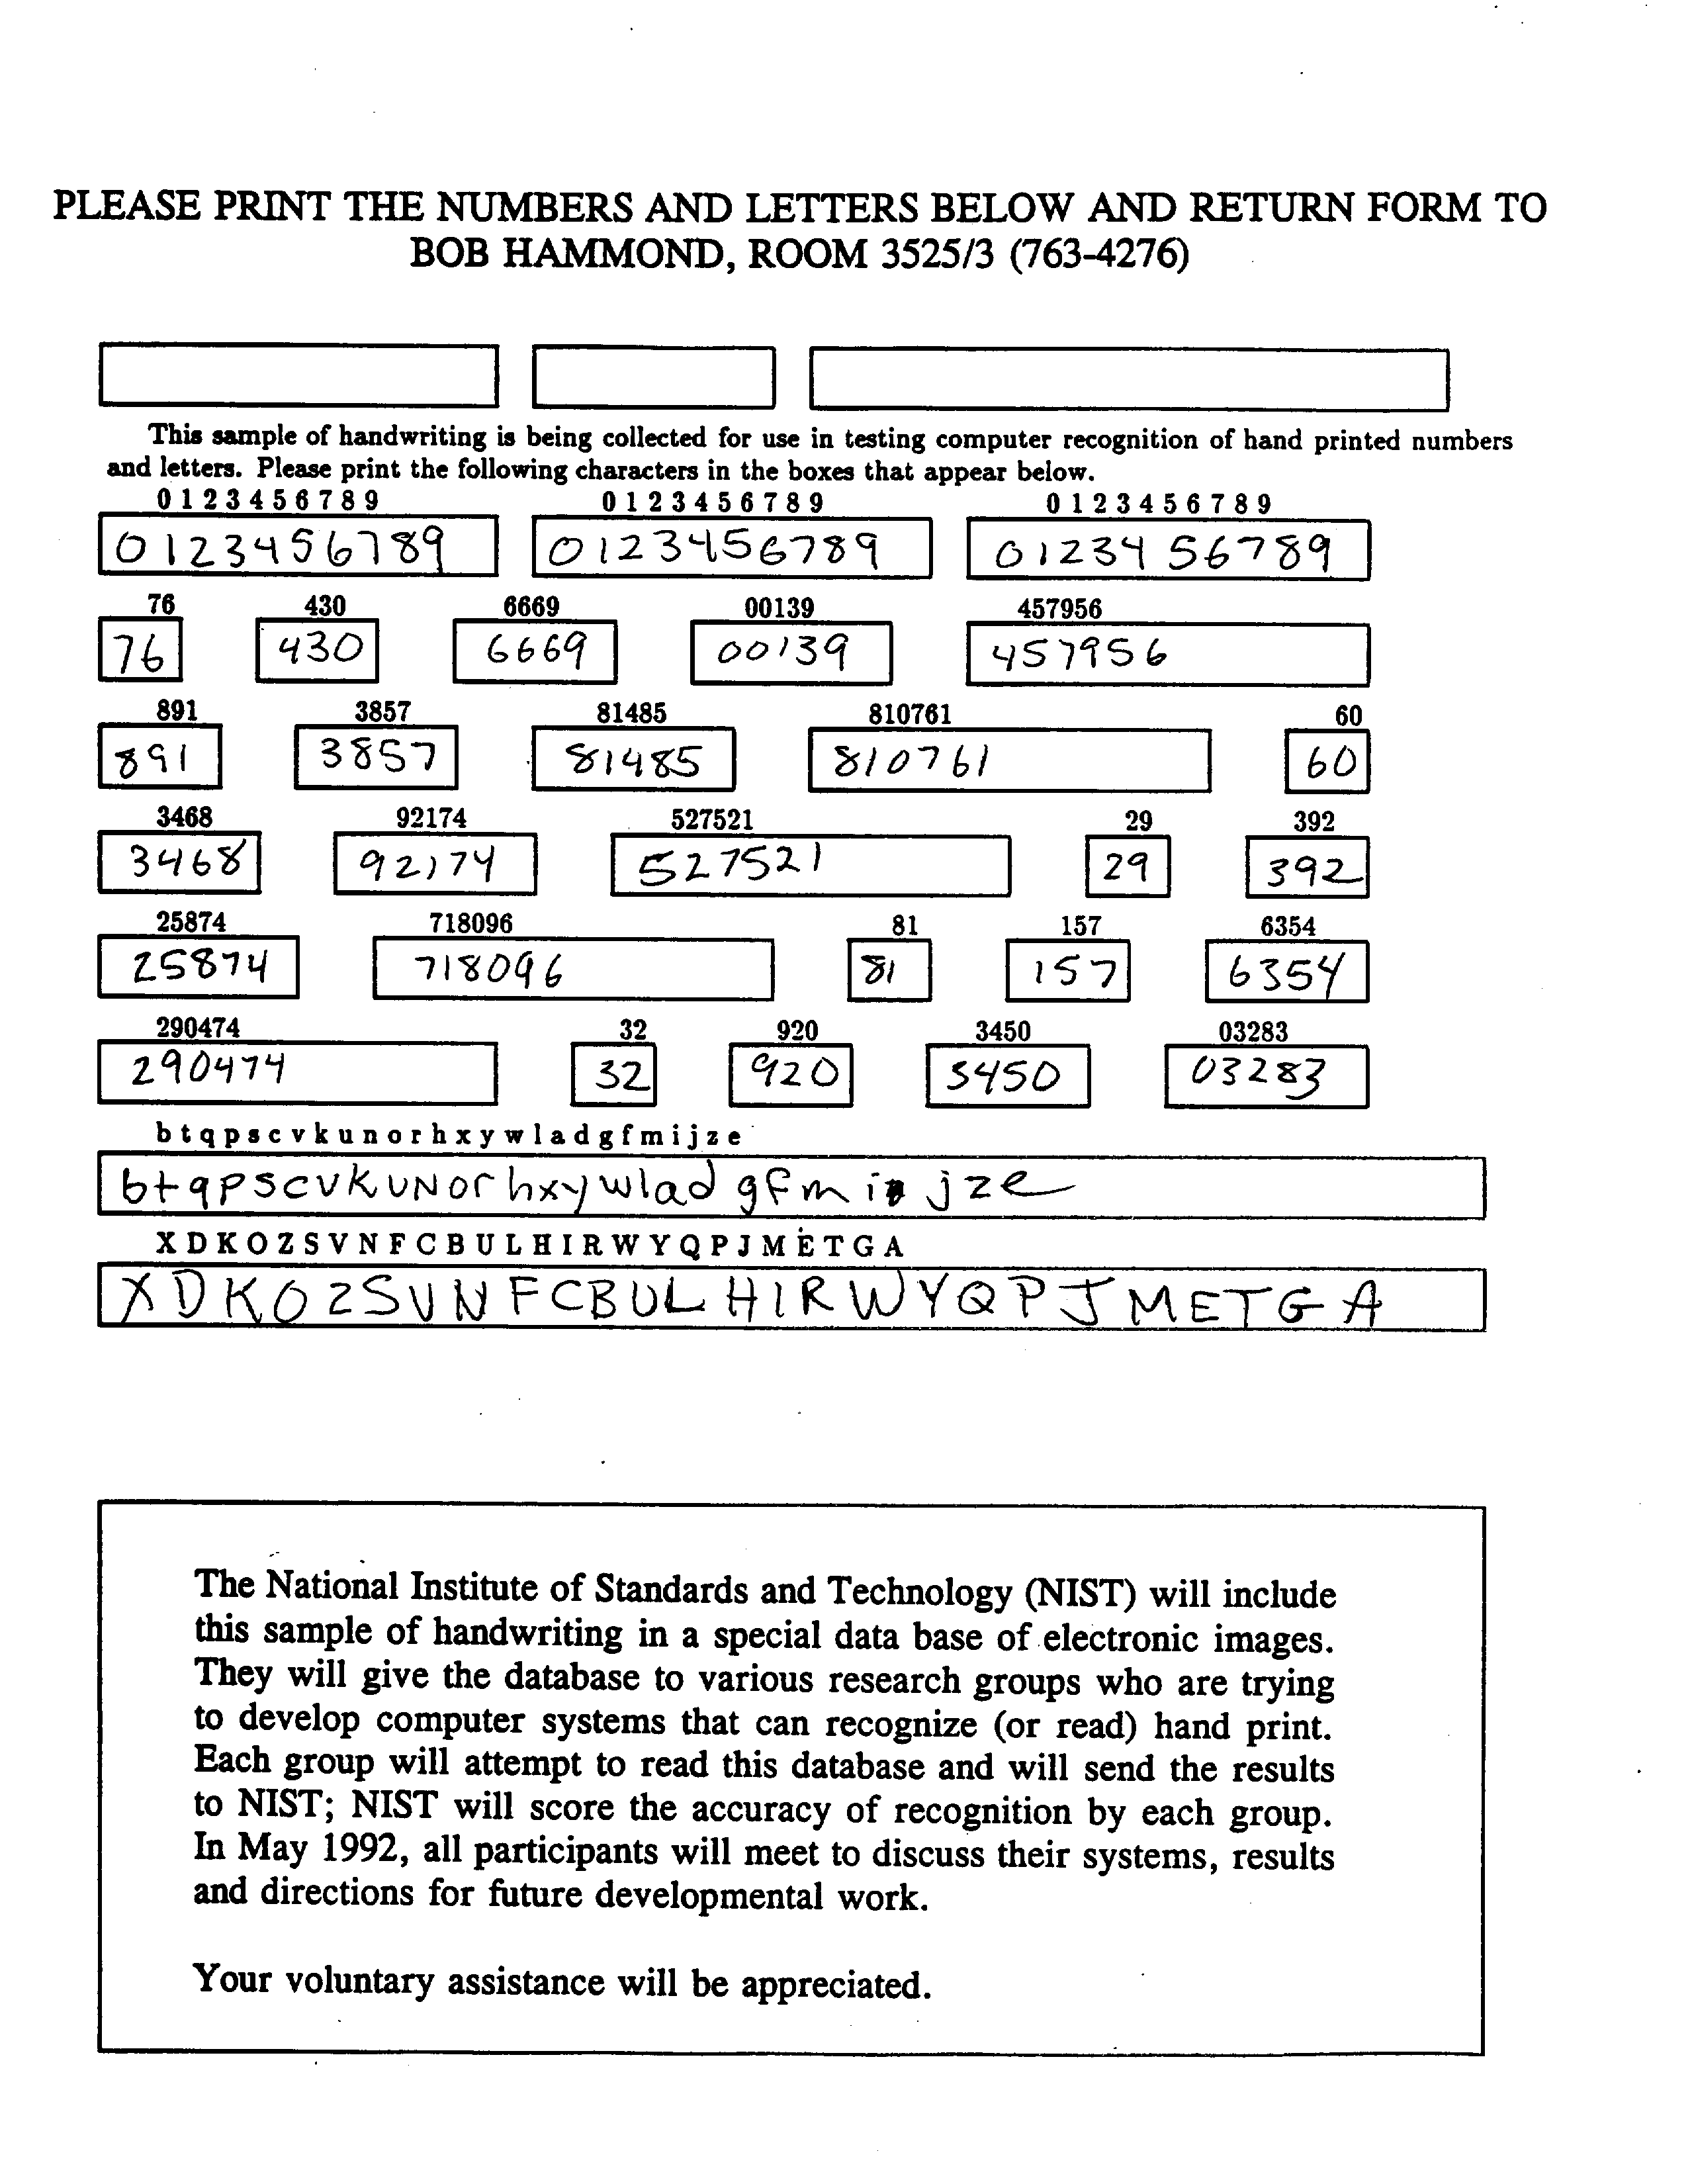 PLEASE PRINT THE NUMBERS AND LETTERS BELOW AND RETURN FORM TO
BOB HAMMOND, ROOM 3525/3 (763-4276)
This sample of handwriting is being collected for use in testing computer recognition of hand printed numbers
and letters. Please print the following characters in the boxes that appear below.
0 1 2 3 4 5 6 7 8 9 0 1 2 3 4 5 6 7 8 9 0 1 2 3 4 5 6 7 8 9
0123456789 0123456789 0123456789
76 430 6669 00139 457956
76 430 6669 00139 457956
891 3857 81485 810761 60
891 3857 81485 810761 60
3468 92174 527521 29 392
3468 92174 527521 29 392
25874 718096 81 157 6354
25874 718096 81 157 6354
290474 32 920 3450 03283
290474 32 920 3450 03283
b t q p s c v k u n o r h x y w l a d g f m i j z e
btqpscvkuNorhxywladgfmi jze
X D K O Z S V N F C B U L H I R W Y Q P J M E T G A
XDKOZSVNFCBULHIRWYQPJMETGA
The National Institute of Standards and Technology (NIST) will include
this sample of handwriting in a special data base of electronic images.
They will give the database to various research groups who are trying
to develop computer systems that can recognize (or read) hand print.
Each group will attempt to read this database and will send the results
to NIST; NIST will score the accuracy of recognition by each group.
In May 1992, all participants will meet to discuss their systems, results
and directions for future developmental work.
Your voluntary assistance will be appreciated.